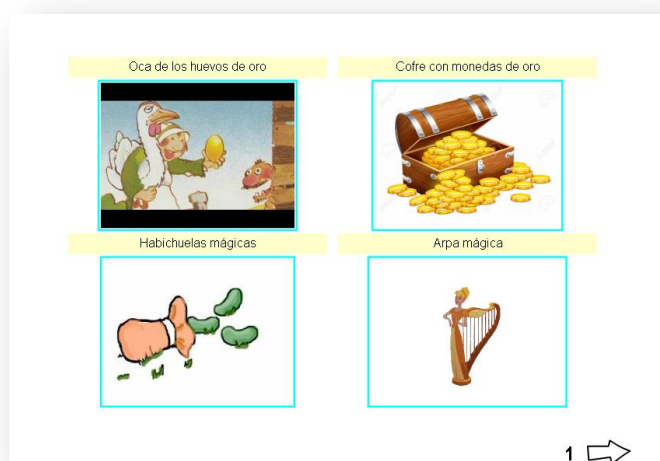 Oca de los huevos de oro
Cofre con monedas de oro
Habichuelas mágicas
Arpa mágica
1